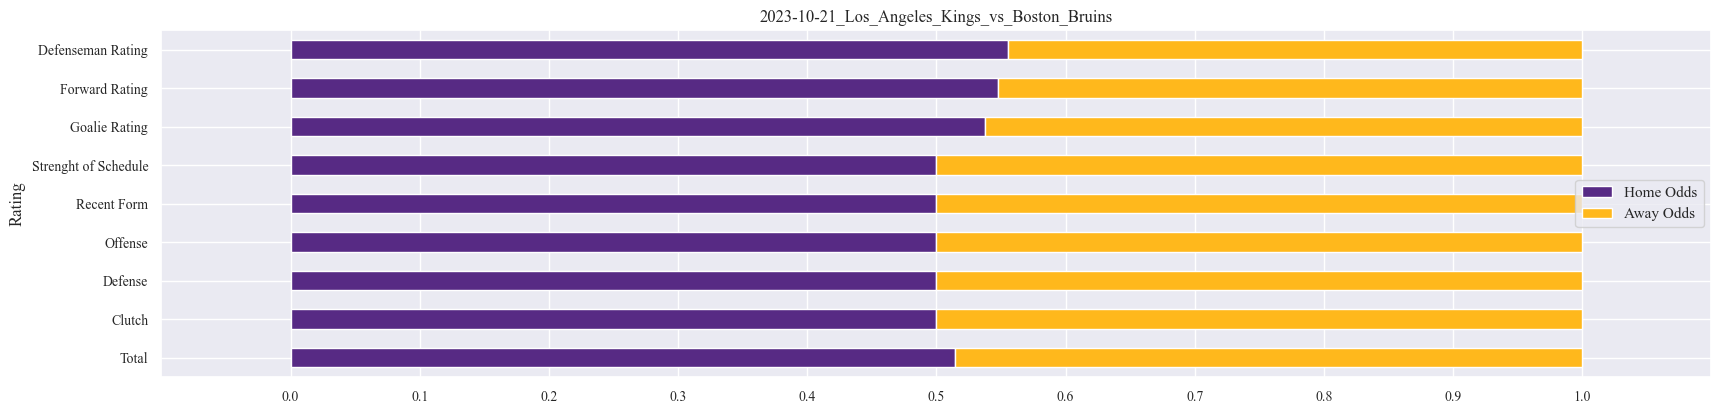 2023-10-21_Los_Angeles_Kings_vs_Boston_Bruins
Rating
Defenseman Rating
Forward Rating
Goalie Rating
Strenght of Schedule
Recent Form
Offense
Defense
Clutch
Total
Home Odds
Away Odds
0.0 0.1 0.2 0.3 0.4 0.5 0.6 0.7 0.8 0.9 1.0